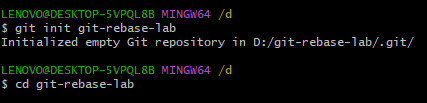 LENOVO@DESKTOP-5VPQL8B MINGW64 /d
$ git init git-rebase-lab
Initialized empty Git repository in D:/git-rebase-lab/.git/
LENOVO@DESKTOP-5VPQL8B MINGW64 /d
$ cd git-rebase-lab